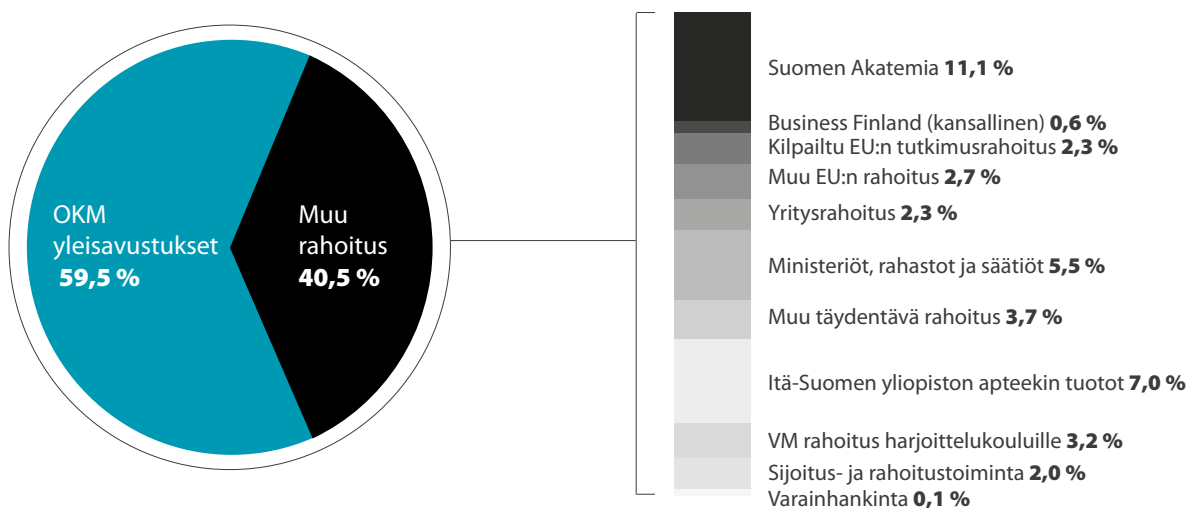 OKM
yleisavustukset
59,5 %
Muu
rahoitus
40,5 %
Suomen Akatemia 11,1 %
Business Finland (kansallinen) 0,6 %
Kilpailtu EU:n tutkimusrahoitus 2,3 %
Muu EU:n rahoitus 2,7 %
Yritysrahoitus 2,3 %
Ministeriöt, rahastot ja säätiöt 5,5 %
Muu täydentävä rahoitus 3,7 %
Itä-Suomen yliopiston apteekin tuotot 7,0 %
VM rahoitus harjoittelukouluille 3,2 %
Sijoitus- ja rahoitustoiminta 2,0 %
Varainhankinta 0,1 %